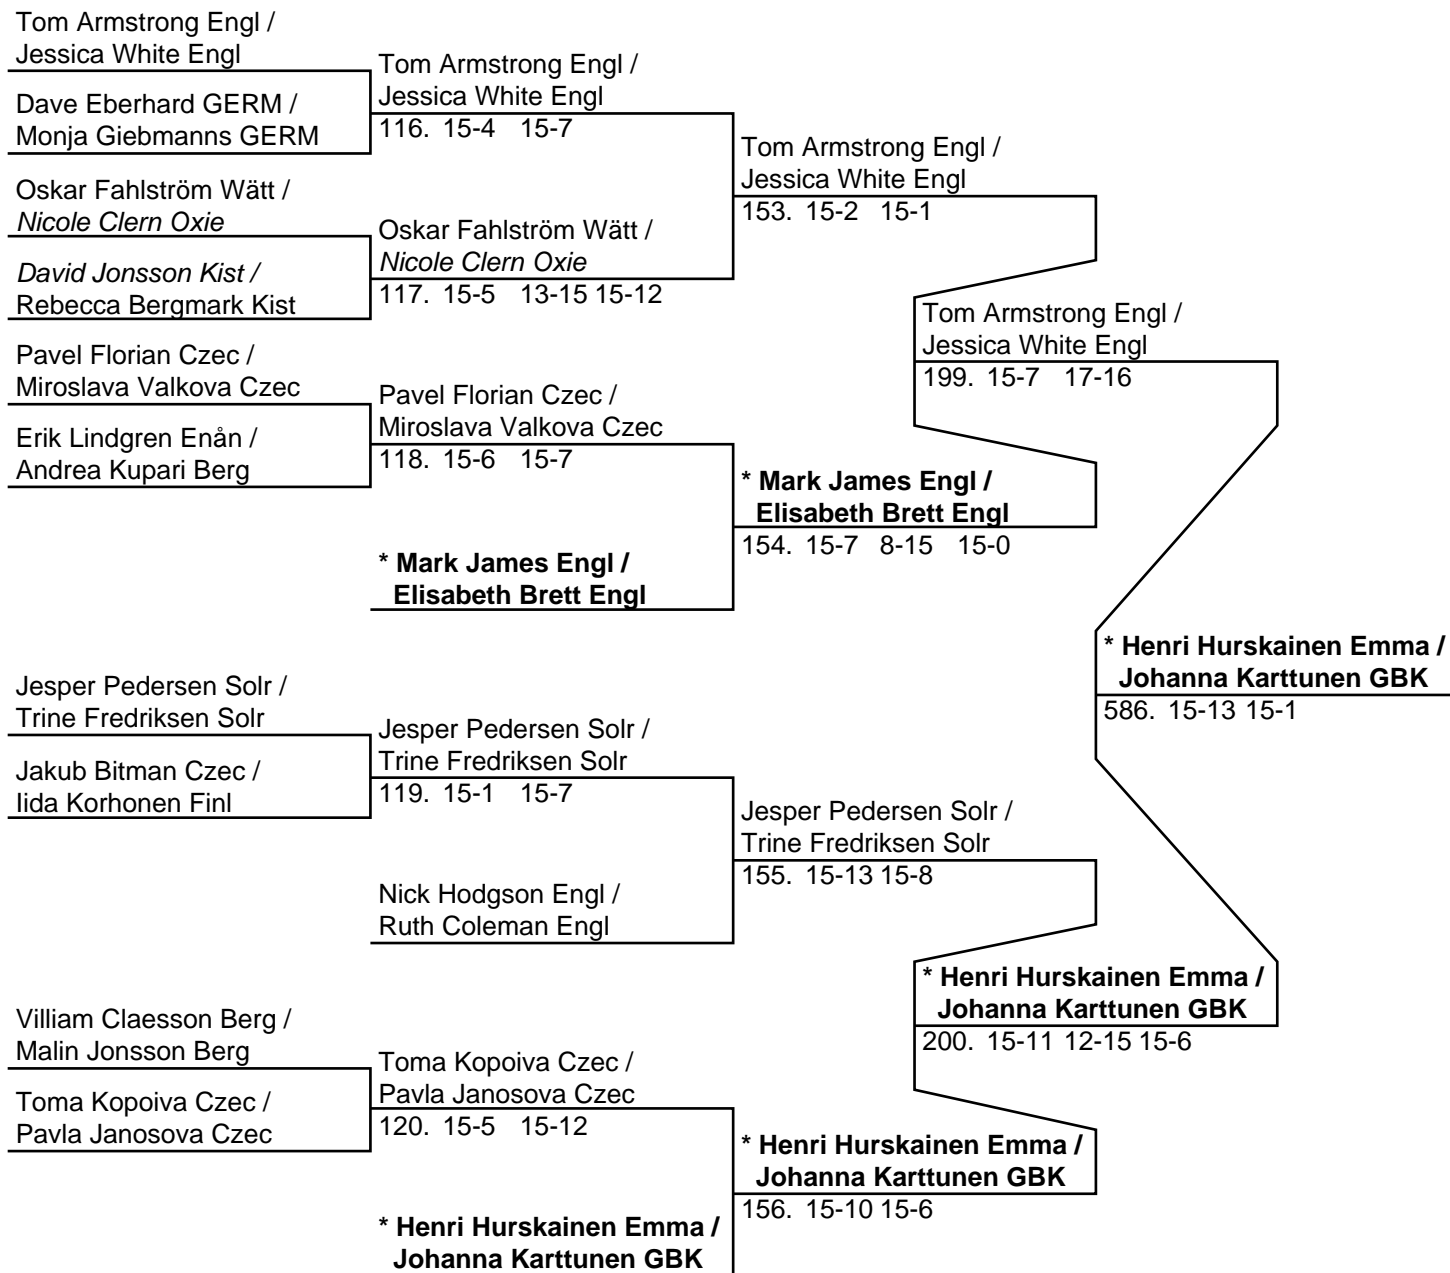 Tom Armstrong Engl /
Jessica White Engl
Dave Eberhard GERM /
Monja Giebmanns GERM
Oskar Fahlström Wätt /
Nicole Clern Oxie
David Jonsson Kist /
Rebecca Bergmark Kist
Pavel Florian Czec /
Miroslava Valkova Czec
Erik Lindgren Enån /
Andrea Kupari Berg
Jesper Pedersen Solr /
Trine Fredriksen Solr
Jakub Bitman Czec /
Iida Korhonen Finl
Villiam Claesson Berg /
Malin Jonsson Berg
Toma Kopoiva Czec /
Pavla Janosova Czec
Tom Armstrong Engl /
Jessica White Engl
116. 15-4 15-7
Oskar Fahlström Wätt /
Nicole Clern Oxie
117. 15-5 13-15 15-12
Pavel Florian Czec /
Miroslava Valkova Czec
118. 15-6 15-7
* Mark James Engl /
Elisabeth Brett Engl
Jesper Pedersen Solr /
Trine Fredriksen Solr
119. 15-1 15-7
Nick Hodgson Engl /
Ruth Coleman Engl
Toma Kopoiva Czec /
Pavla Janosova Czec
120. 15-5 15-12
* Henri Hurskainen Emma /
Johanna Karttunen GBK
Tom Armstrong Engl /
Jessica White Engl
153. 15-2 15-1
* Mark James Engl /
Elisabeth Brett Engl
154. 15-7 8-15 15-0
Jesper Pedersen Solr /
Trine Fredriksen Solr
155. 15-13 15-8
* Henri Hurskainen Emma /
Johanna Karttunen GBK
156. 15-10 15-6
Tom Armstrong Engl /
Jessica White Engl
199. 15-7 17-16
* Henri Hurskainen Emma /
Johanna Karttunen GBK
200. 15-11 12-15 15-6
* Henri Hurskainen Emma /
Johanna Karttunen GBK
586. 15-13 15-1